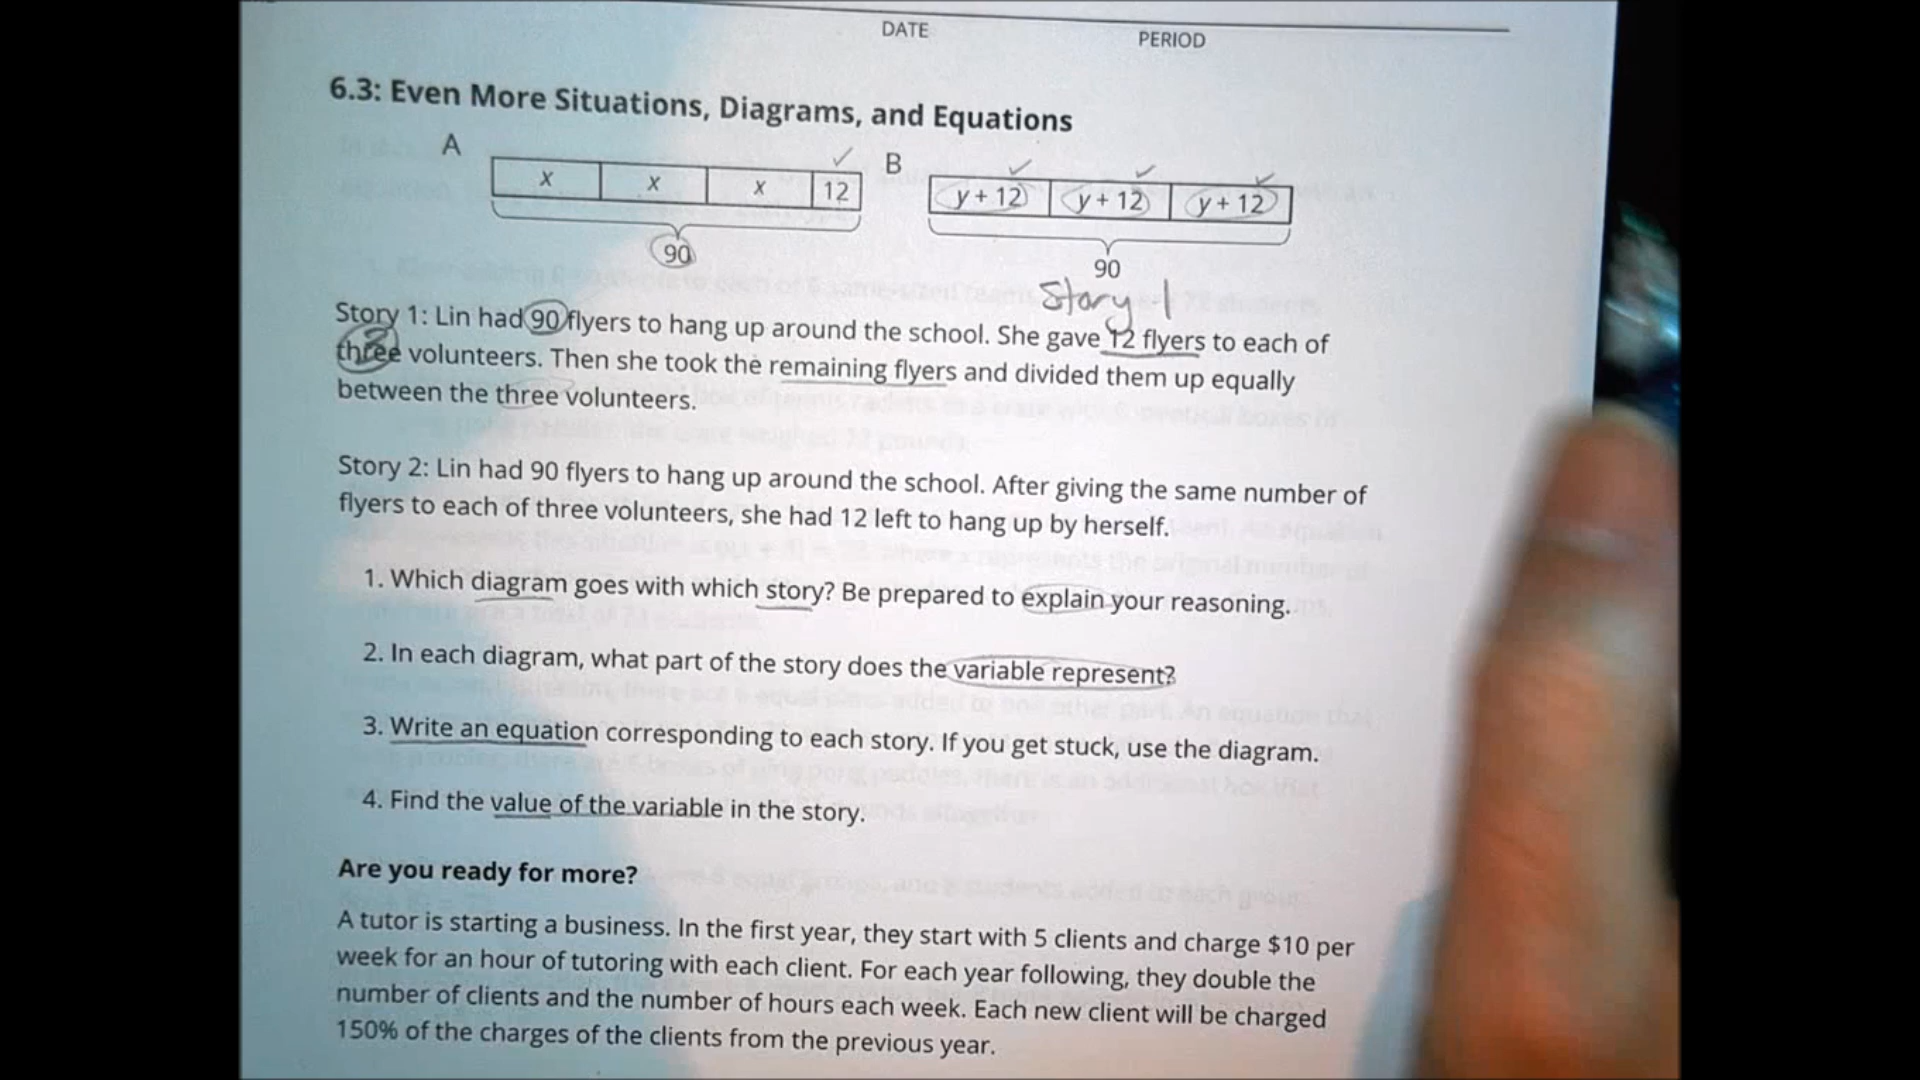 DATE
PERIOD
6.3: Even More Situations, Diagrams, and Equations
A
x x x 12
90
B
y + 12 y + 12 y + 12
90
Story 1
Story 1: Lin had 90 flyers to hang up around the school. She gave 12 flyers to each of
three volunteers. Then she took the remaining flyers and divided them up equally
between the three volunteers.
Story 2: Lin had 90 flyers to hang up around the school. After giving the same number of
flyers to each of three volunteers, she had 12 left to hang up by herself.
1. Which diagram goes with which story? Be prepared to explain your reasoning.
2. In each diagram, what part of the story does the variable represent?
3. Write an equation corresponding to each story. If you get stuck, use the diagram.
4. Find the value of the variable in the story.
Are you ready for more?
A tutor is starting a business. In the first year, they start with 5 clients and charge $10 per
week for an hour of tutoring with each client. For each year following, they double the
number of clients and the number of hours each week. Each new client will be charged
150% of the charges of the clients from the previous year.